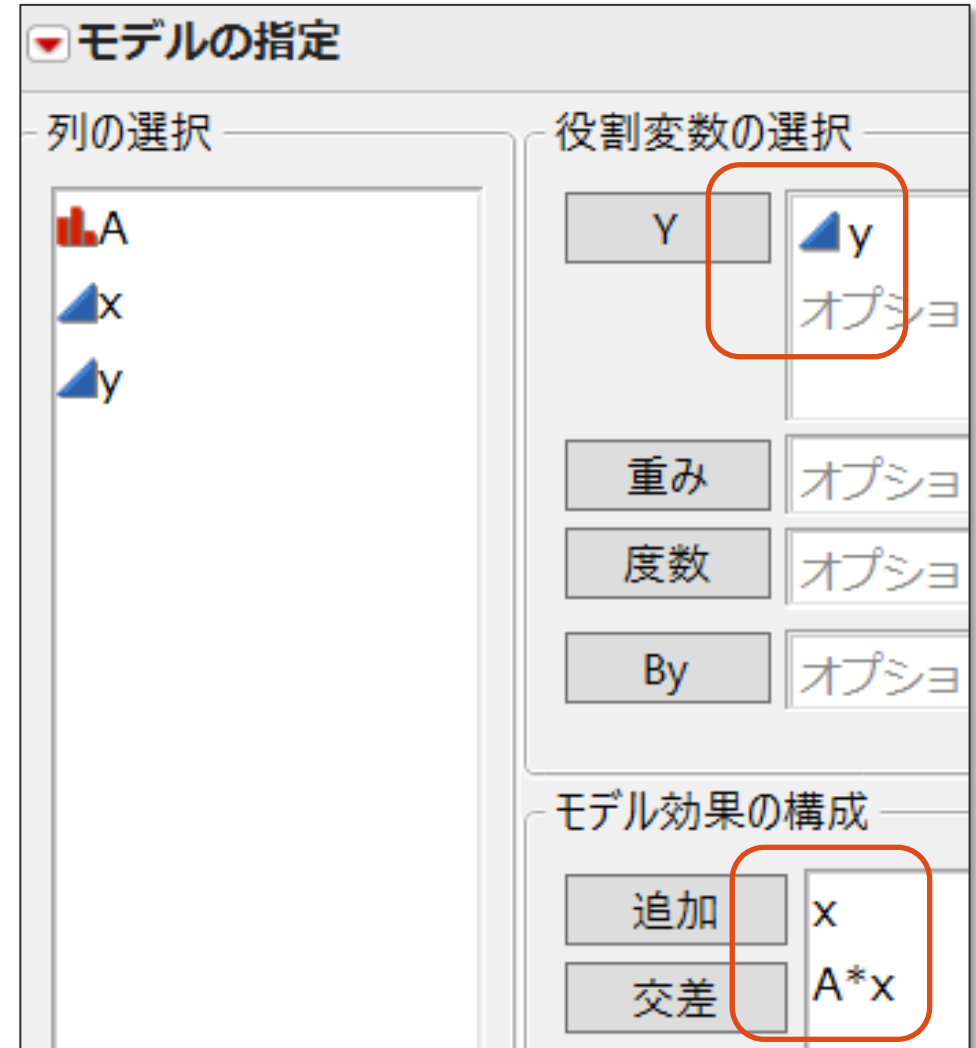 モデルの指定
列の選択
A
x
y
役割変数の選択
Y
y
オプショ
重み
オプショ
度数
オプショ
By
オプショ
モデル効果の構成
追加
x
交差
A*x